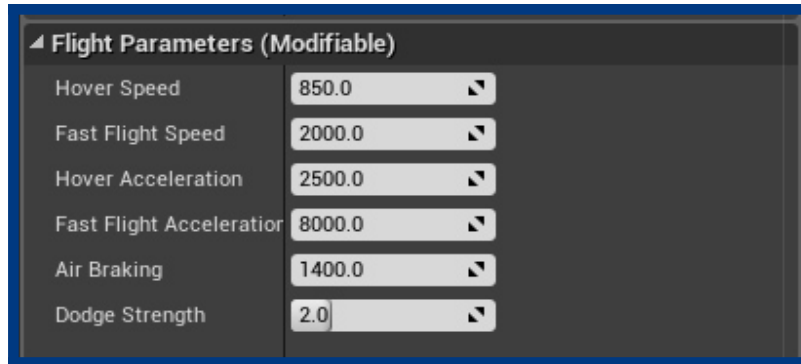 Flight Parameters (Modifiable)
Hover Speed 850.0
Fast Flight Speed 2000.0
Hover Acceleration 2500.0
Fast Flight Acceleration 8000.0
Air Braking 1400.0
Dodge Strength 2.0